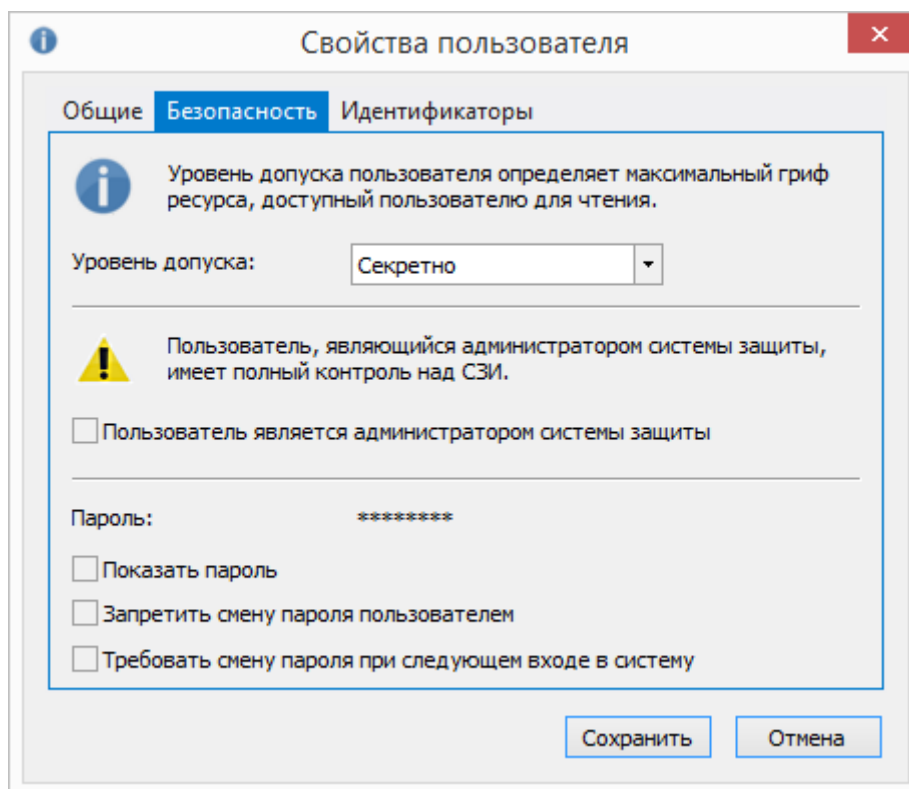 Свойства пользователя
Общие Безопасность Идентификаторы
Уровень допуска пользователя определяет максимальный гриф
ресурса, доступный пользователю для чтения.
Уровень допуска: Секретно
Пользователь, являющийся администратором системы защиты,
имеет полный контроль над СЗИ.
Пользователь является администратором системы защиты
Пароль: ********
Показать пароль
Запретить смену пароля пользователем
Требовать смену пароля при следующем входе в систему
Сохранить Отмена